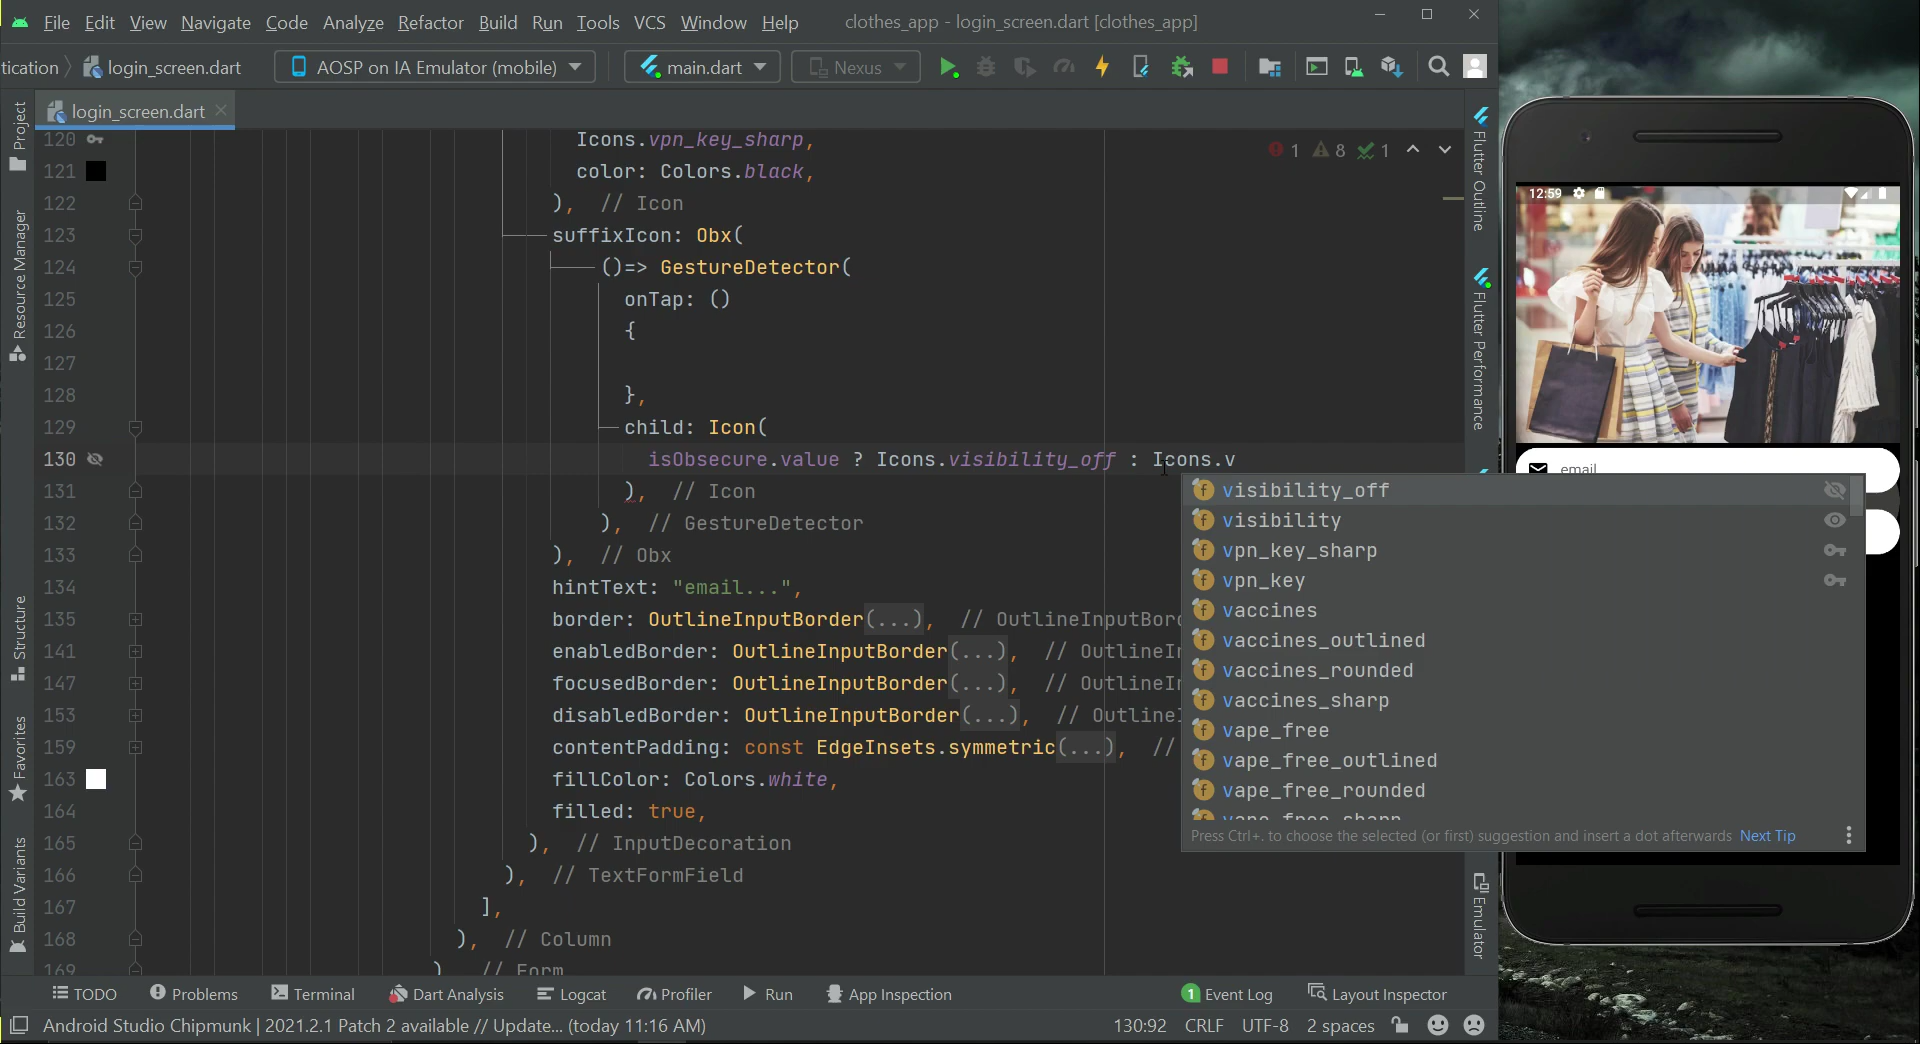 File Edit View Navigate Code Analyze Refactor Build Run Tools VCS Window Help clothes_app - login_screen.dart [clothes_app]
tication login_screen.dart AOSP on IA Emulator (mobile) main.dart Nexus
login_screen.dart
Project
Resource Manager
Structure
Favorites
Build Variants
120 Icons.vpn_key_sharp,
1 8 1
121 color: Colors.black,
122 ), // Icon
123 suffixIcon: Obx(
124 ()=> GestureDetector(
125 onTap: ()
126 {
127
128 },
129 child: Icon(
130 isObsecure.value ? Icons.visibility_off : Icons.v
131 ), // Icon
132 ), // GestureDetector
133 ), // Obx
134 hintText: "email...",
135 border: OutlineInputBorder(...), // OutlineInputBord
141 enabledBorder: OutlineInputBorder(...), // OutlineIn
147 focusedBorder: OutlineInputBorder(...), // OutlineIn
153 disabledBorder: OutlineInputBorder(...), // OutlineI
159 contentPadding: const EdgeInsets.symmetric(...), //
163 fillColor: Colors.white,
164 filled: true,
165 ), // InputDecoration
166 ), // TextFormField
167 ],
168 ), // Column
169 ) // Form
visibility_off
visibility
vpn_key_sharp
vpn_key
vaccines
vaccines_outlined
vaccines_rounded
vaccines_sharp
vape_free
vape_free_outlined
vape_free_rounded
vape_free_sharp
Press Ctrl+. to choose the selected (or first) suggestion and insert a dot afterwards Next Tip
Flutter Outline
Flutter Performance
Emulator
12:59
email
TODO Problems Terminal Dart Analysis Logcat Profiler Run App Inspection 1 Event Log Layout Inspector
Android Studio Chipmunk | 2021.2.1 Patch 2 available // Update... (today 11:16 AM) 130:92 CRLF UTF-8 2 spaces